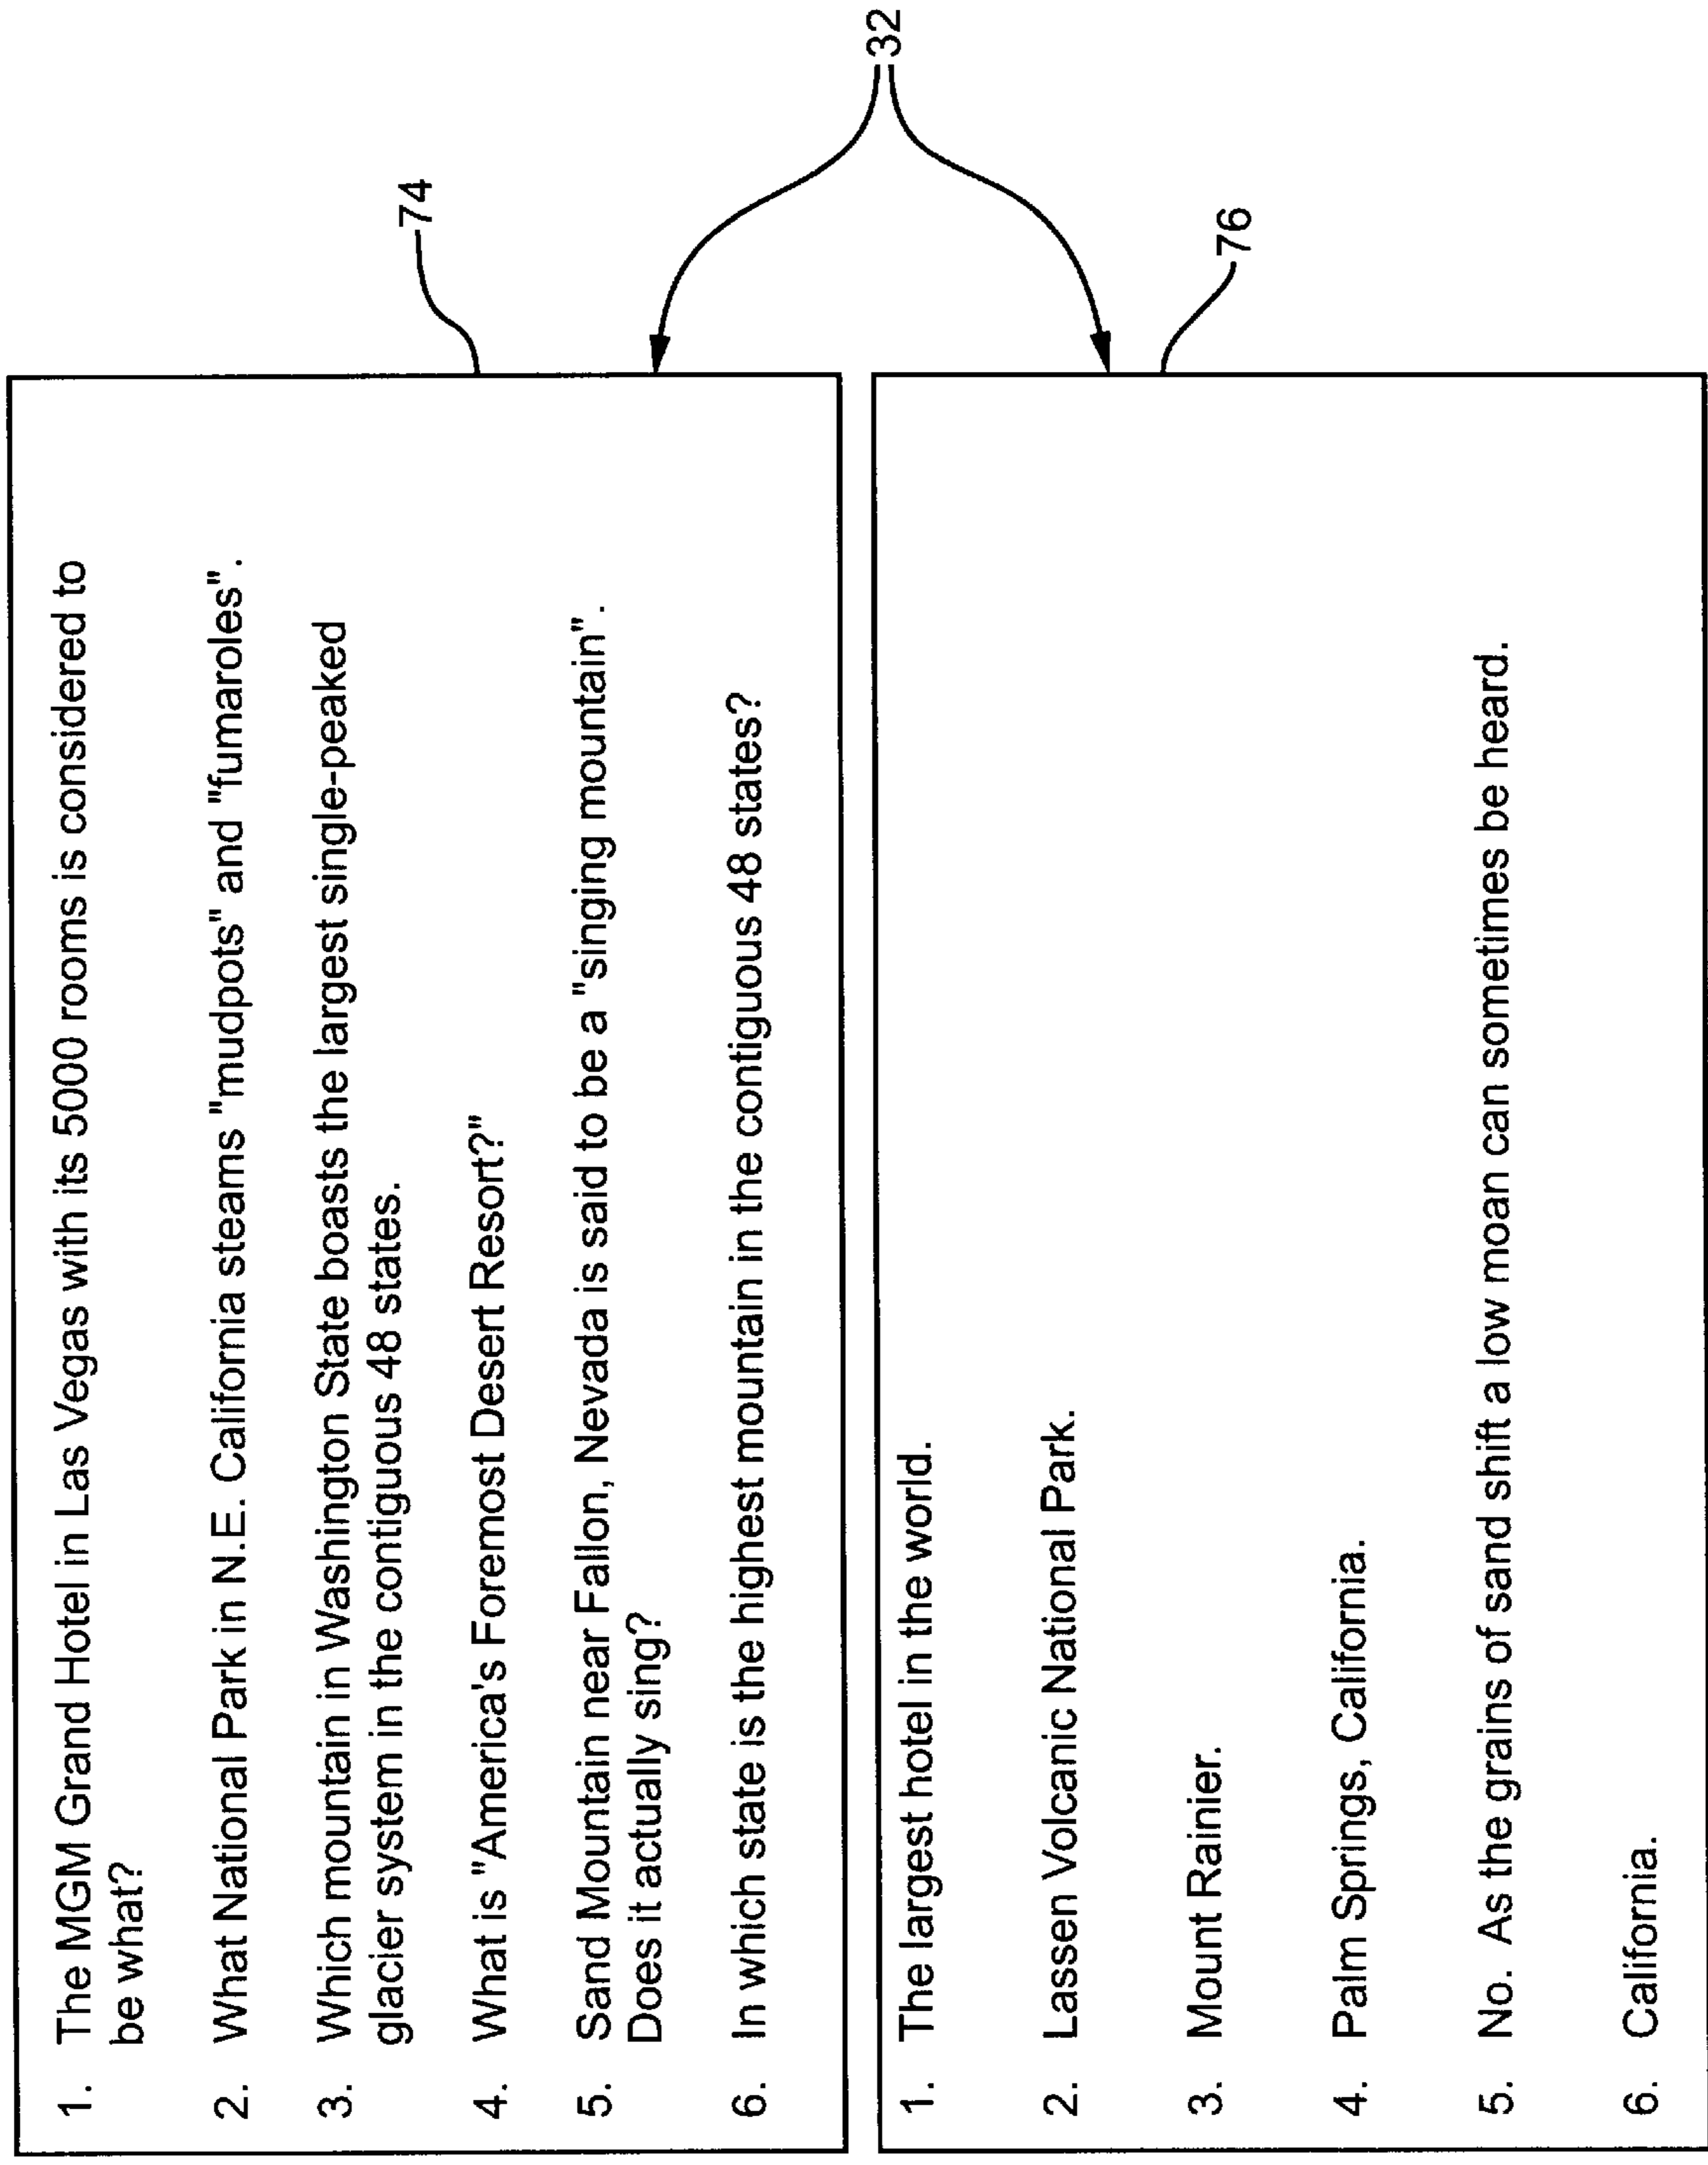 1. The MGM Grand Hotel in Las Vegas with its 5000 rooms is considered to
be what?
2. What National Park in N.E. California steams "mudpots" and "fumaroles".
3. Which mountain in Washington State boasts the largest single-peaked
glacier system in the contiguous 48 states.
4. What is "America's Foremost Desert Resort?"
5. Sand Mountain near Fallon, Nevada is said to be a "singing mountain".
Does it actually sing?
6. In which state is the highest mountain in the contiguous 48 states?
74
32
1. The largest hotel in the world.
2. Lassen Volcanic National Park.
3. Mount Rainier.
4. Palm Springs, California.
5. No. As the grains of sand shift a low moan can sometimes be heard.
6. California.
76